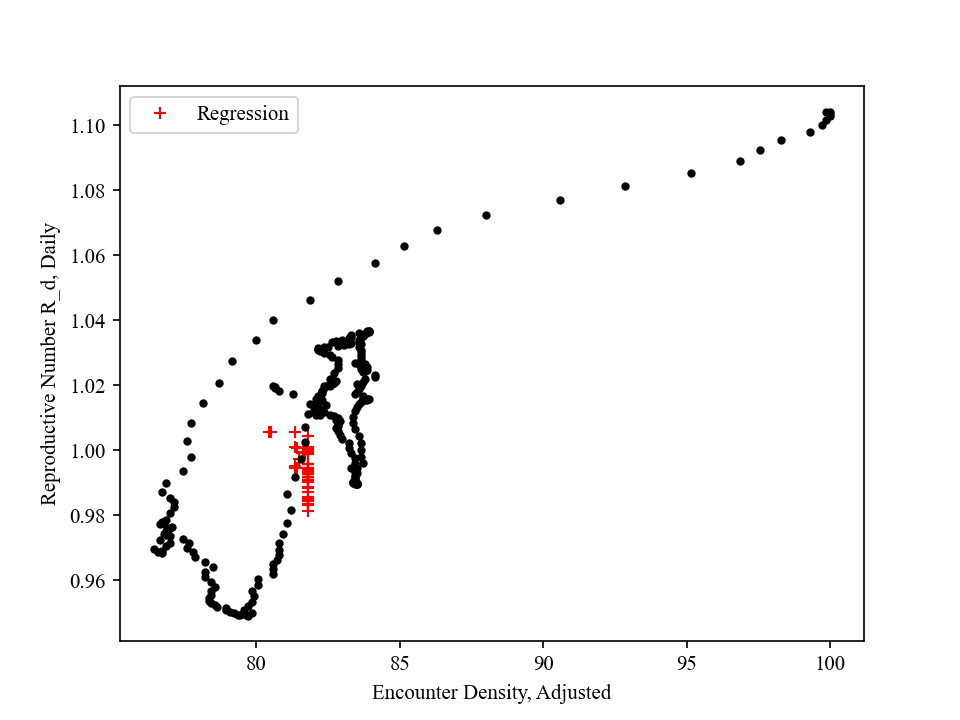 Regression
1.10
1.08
1.06
1.04
1.02
1.00
0.98
0.96
Reproductive Number R_d, Daily
80 85 90 95 100
Encounter Density, Adjusted